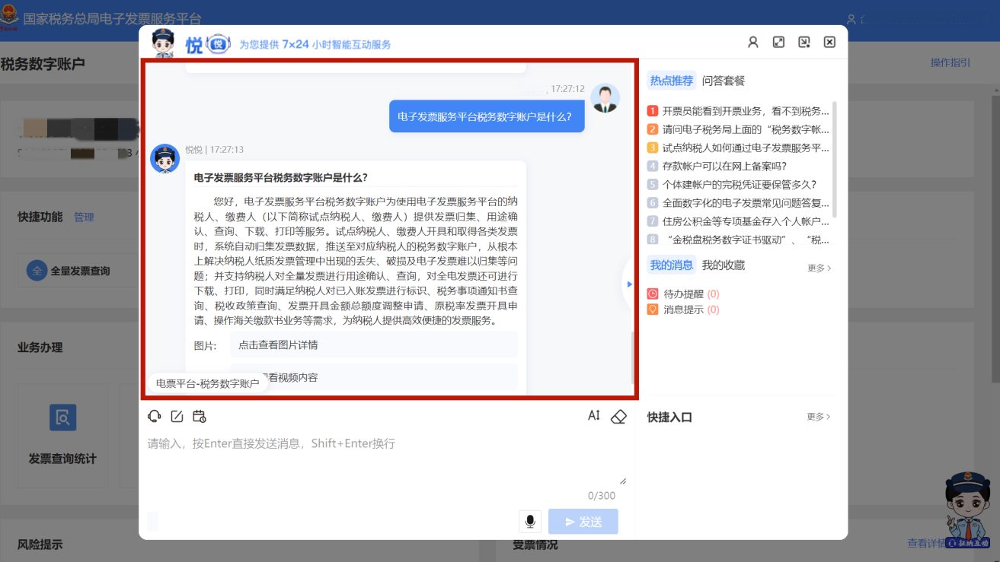 国家税务总局电子发票服务平台
税务数字账户
操作指引
悦 悦 为您提供 7×24 小时智能互动服务
17:27:12
电子发票服务平台税务数字账户是什么?
悦悦 | 17:27:13
电子发票服务平台税务数字账户是什么?
您好，电子发票服务平台税务数字账户为使用电子发票服务平台的纳
税人、缴费人（以下简称试点纳税人、缴费人）提供发票归集、用途确
认、查询、下载、打印等服务。试点纳税人、缴费人开具和取得各类发票
时，系统自动归集发票数据，推送至对应纳税人的税务数字账户，从根本
上解决纳税人纸质发票管理中出现的丢失、破损及电子发票难以归集等问
题；并支持纳税人对全量发票进行用途确认、查询，对全电发票还可进行
下载、打印，同时满足纳税人对已入账发票进行标识、税务事项通知书查
询、税收政策查询、发票开具金额总额度调整申请、原税率发票开具申
请、操作海关缴款书业务等需求，为纳税人提供高效便捷的发票服务。
图片: 点击查看图片详情
看视频内容
电票平台-税务数字账户
AI
请输入，按Enter直接发送消息，Shift+Enter换行
0/300
发送
热点推荐 问答套餐
1 开票员能看到开票业务，看不到税务...
2 请问电子税务局上面的“税务数字帐...
3 试点纳税人如何通过电子发票服务平...
4 存款帐户可以在网上备案吗?
5 个体建帐户的完税凭证要保管多久?
6 全面数字化的电子发票常见问题答复...
7 住房公积金等专项基金存入个人帐户...
8 “金税盘税务数字证书驱动”、“税...
我的消息 我的收藏 更多 >
待办提醒 (0)
消息提示 (0)
快捷入口 更多 >
快捷功能 管理
全 全量发票查询
业务办理
发票查询统计
风险提示
受票情况
查看详情
征纳互动